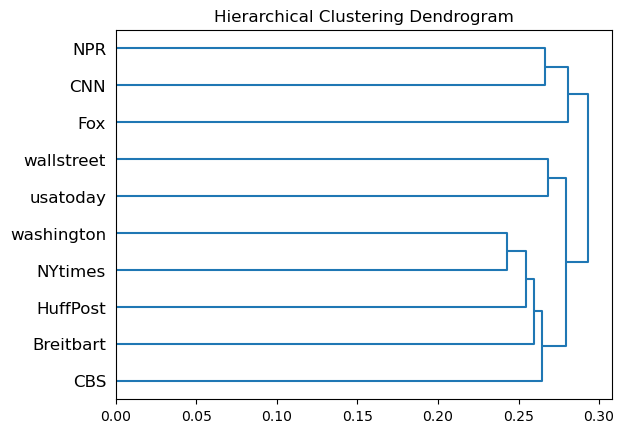 Hierarchical Clustering Dendrogram
NPR
CNN
Fox
wallstreet
usatoday
washington
NYtimes
HuffPost
Breitbart
CBS
0.00 0.05 0.10 0.15 0.20 0.25 0.30